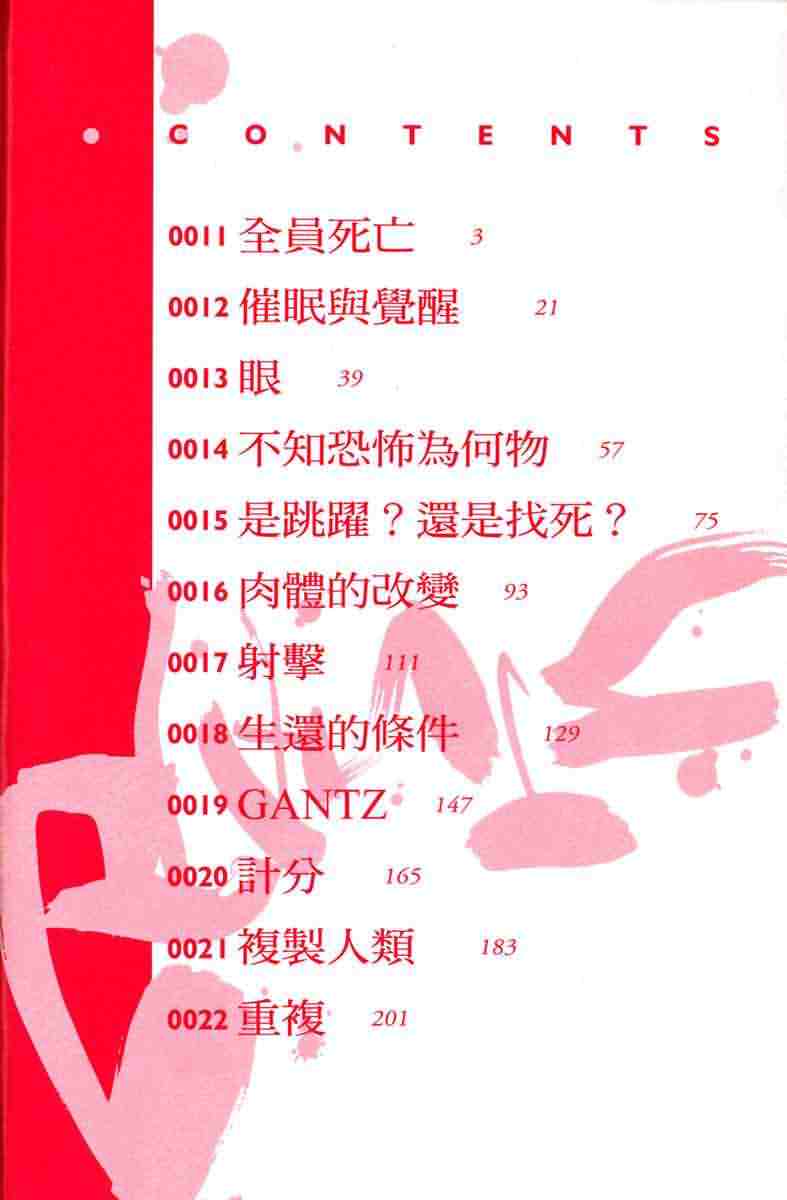 CONTENTS
0011 全員死亡 3
0012 催眠與覺醒 21
0013 眼 39
0014 不知恐怖為何物 57
0015 是跳躍？還是找死？ 75
0016 肉體的改變 93
0017 射擊 111
0018 生還的條件 129
0019 GANTZ 147
0020 計分 165
0021 複製人類 183
0022 重複 201